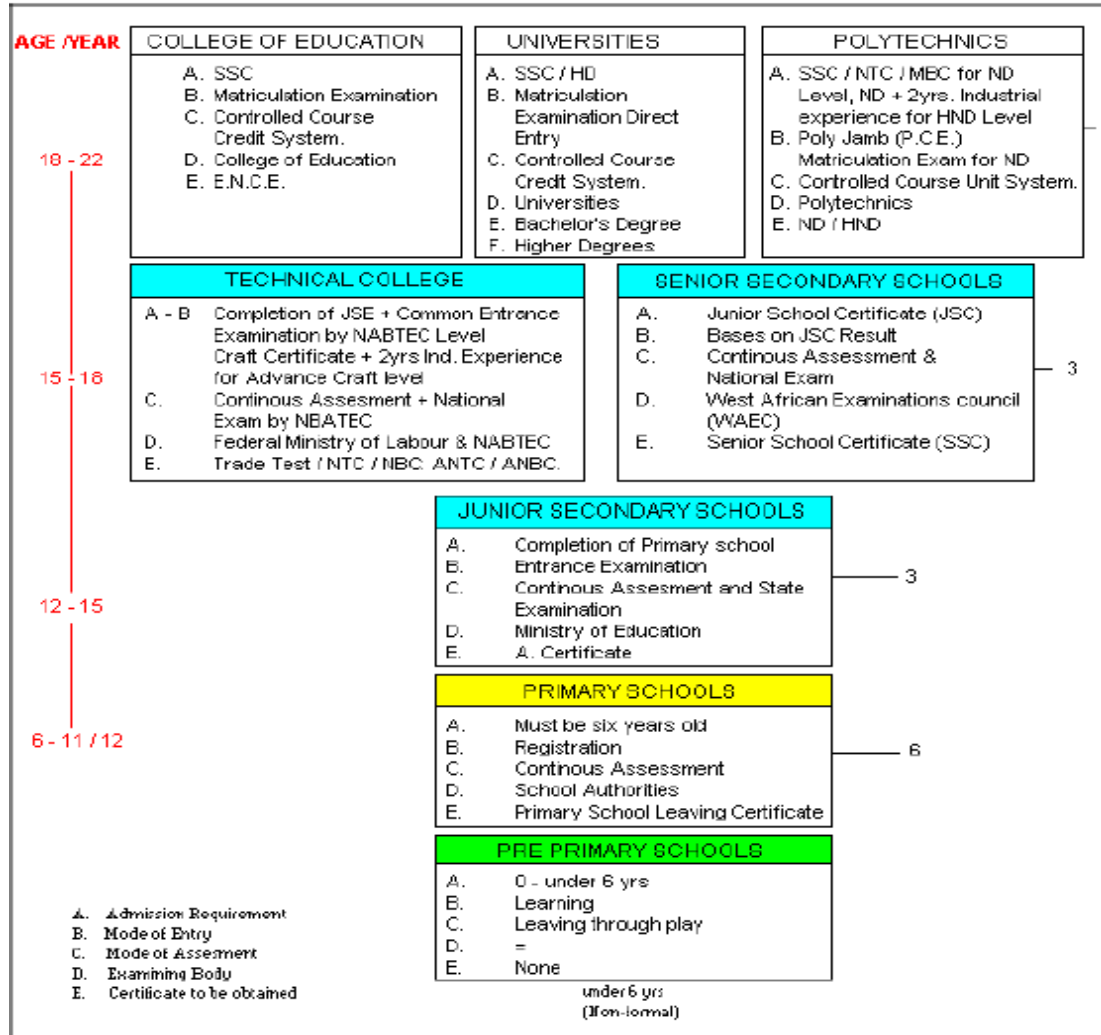 AGE /YEAR
COLLEGE OF EDUCATION
A. SSC
B. Matriculation Examination
C. Controlled Course
Credit System.
D. College of Education
E. E.N.C.E.
UNIVERSITIES
A. SSC / HD
B. Matriculation
Examination Direct
Entry
C. Controlled Course
Credit System.
D. Universities
E. Bachelor's Degree
F. Higher Degrees
POLYTECHNICS
A. SSC / NTC / MBC for ND
Level, ND + 2yrs. Industrial
experience for HND Level
B. Poly Jamb (P.C.E.)
Matriculation Exam for ND
C. Controlled Course Unit System.
D. Polytechnics
E. ND / HND
18 - 22
TECHNICAL COLLEGE
A - B Completion of JSE + Common Entrance
Examination by NABTEC Level
Craft Certificate + 2yrs Ind. Experience
for Advance Craft level
C. Continous Assesment + National
Exam by NBATEC
D. Federal Ministry of Labour & NABTEC
E. Trade Test / NTC / NBC ANTC / ANBC.
SENIOR SECONDARY SCHOOLS
A. Junior School Certificate (JSC)
B. Bases on JSC Result
C. Continous Assessment &
National Exam
D. West African Examinations council
(WAEC)
E. Senior School Certificate (SSC)
3
15 - 18
JUNIOR SECONDARY SCHOOLS
A. Completion of Primary school
B. Entrance Examination
C. Continous Assesment and State
Examination
D. Ministry of Education
E. A. Certificate
3
12 - 15
PRIMARY SCHOOLS
A. Must be six years old
B. Registration
C. Continous Assessment
D. School Authorities
E. Primary School Leaving Certificate
6
6 - 11 / 12
PRE PRIMARY SCHOOLS
A. 0 - under 6 yrs
B. Learning
C. Leaving through play
D. =
E. None
under 6 yrs
(Non-formal)
A. Admission Requirement
B. Mode of Entry
C. Mode of Assesment
D. Examining Body
E. Certificate to be obtained